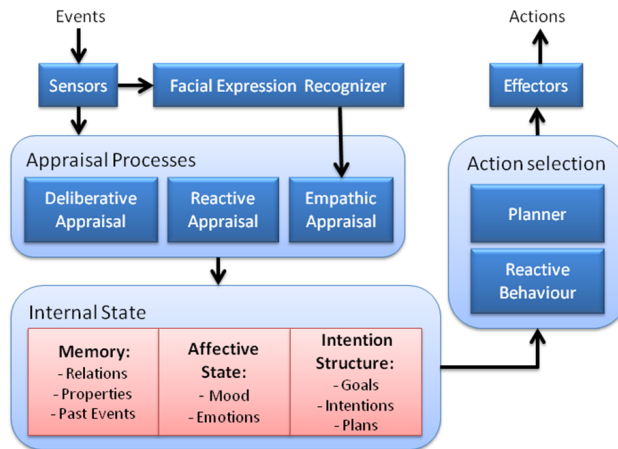 Events
Actions
Sensors
Facial Expression Recognizer
Effectors
Appraisal Processes
Deliberative
Appraisal
Reactive
Appraisal
Empathic
Appraisal
Action selection
Planner
Reactive
Behaviour
Internal State
Memory:
- Relations
- Properties
- Past Events
Affective
State:
- Mood
- Emotions
Intention
Structure:
- Goals
- Intentions
- Plans